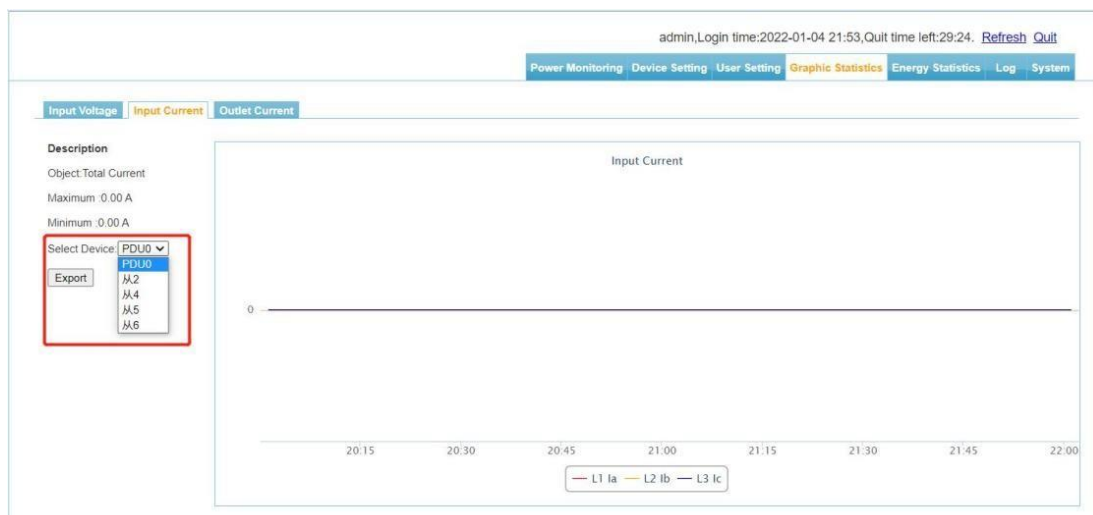 admin,Login time:2022-01-04 21:53,Quit time left:29:24. Refresh Quit
Power Monitoring Device Setting User Setting Graphic Statistics Energy Statistics Log System
Input Voltage Input Current Outlet Current
Description
Object:Total Current
Maximum :0.00 A
Minimum :0.00 A
Select Device: PDU0
PDU0
从2
从4
从5
从6
Export
Input Current
0
20:15 20:30 20:45 21:00 21:15 21:30 21:45 22:00
L1 Ia L2 Ib L3 Ic